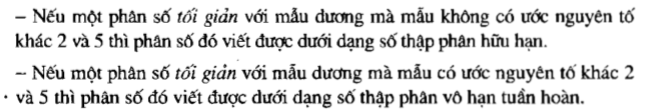 – Nếu một phân số tối giản với mẫu dương mà mẫu không có ước nguyên tố
khác 2 và 5 thì phân số đó viết được dưới dạng số thập phân hữu hạn.
– Nếu một phân số tối giản với mẫu dương mà mẫu có ước nguyên tố khác 2
và 5 thì phân số đó viết được dưới dạng số thập phân vô hạn tuần hoàn.